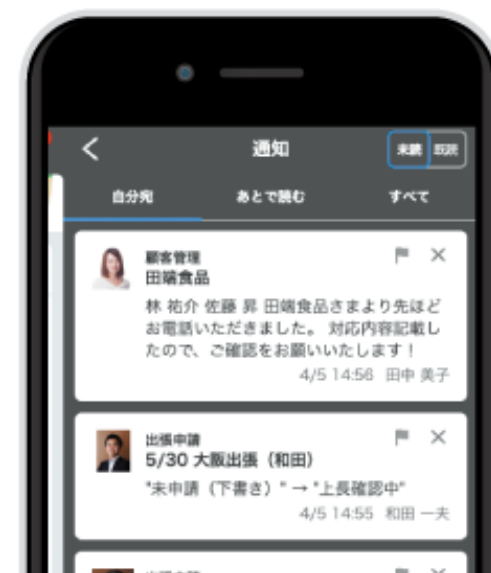 通知
未読 既読
自分宛 あとで読む すべて
顧客管理
田端食品
林 祐介 佐藤 昇 田端食品さまより先ほど
お電話いただきました。 対応内容記載し
たので、ご確認をお願いいたします！
4/5 14:56 田中 美子
出張申請
5/30 大阪出張（和田）
"未申請（下書き）" → "上長確認中"
4/5 14:55 和田 一夫